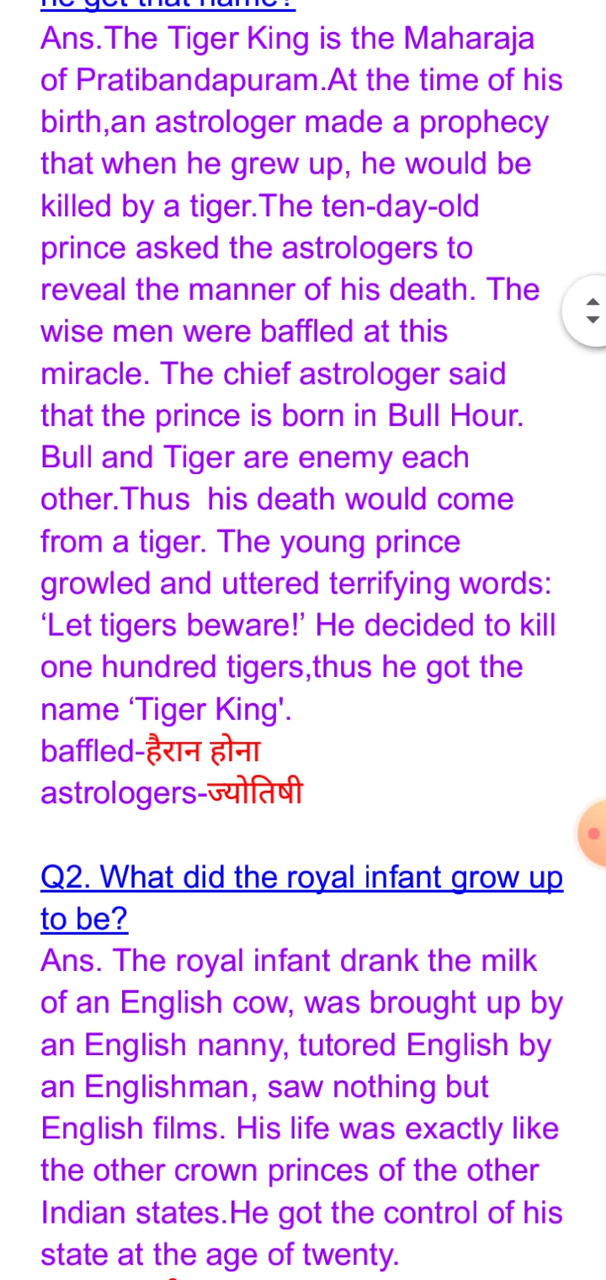 he get that name?
Ans.The Tiger King is the Maharaja
of Pratibandapuram.At the time of his
birth,an astrologer made a prophecy
that when he grew up, he would be
killed by a tiger.The ten-day-old
prince asked the astrologers to
reveal the manner of his death. The
wise men were baffled at this
miracle. The chief astrologer said
that the prince is born in Bull Hour.
Bull and Tiger are enemy each
other.Thus  his death would come
from a tiger. The young prince
growled and uttered terrifying words:
‘Let tigers beware!’ He decided to kill
one hundred tigers,thus he got the
name ‘Tiger King'.
baffled-हैरान होना
astrologers-ज्योतिषी
Q2. What did the royal infant grow up
to be?
Ans. The royal infant drank the milk
of an English cow, was brought up by
an English nanny, tutored English by
an Englishman, saw nothing but
English films. His life was exactly like
the other crown princes of the other
Indian states.He got the control of his
state at the age of twenty.